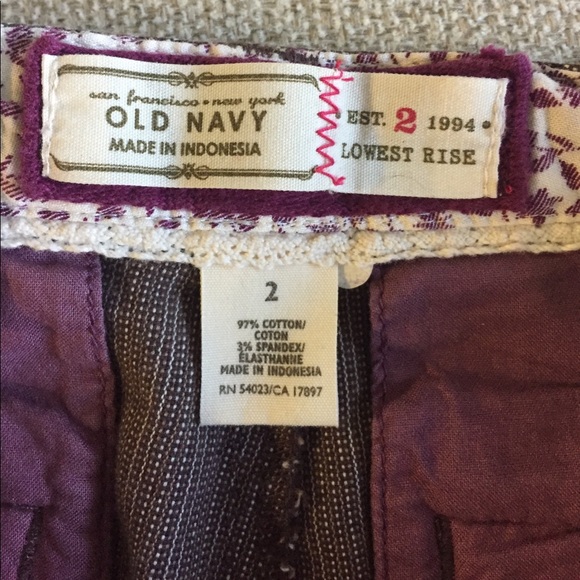 san francisco • new york
OLD NAVY
MADE IN INDONESIA
EST. 2 1994 •
LOWEST RISE
2
97% COTTON/
COTON
3% SPANDEX/
ÉLASTHANNE
MADE IN INDONESIA
RN 54023/CA 17897